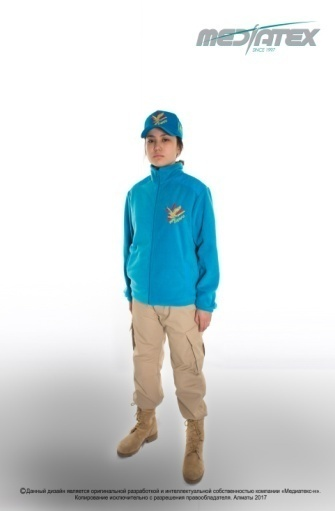 MEDIATEX
SINCE 1997
©Данный дизайн является оригинальной разработкой и интеллектуальной собственностью компании «Медиатекс-н».
Копирование исключительно с разрешения правообладателя. Алматы 2017